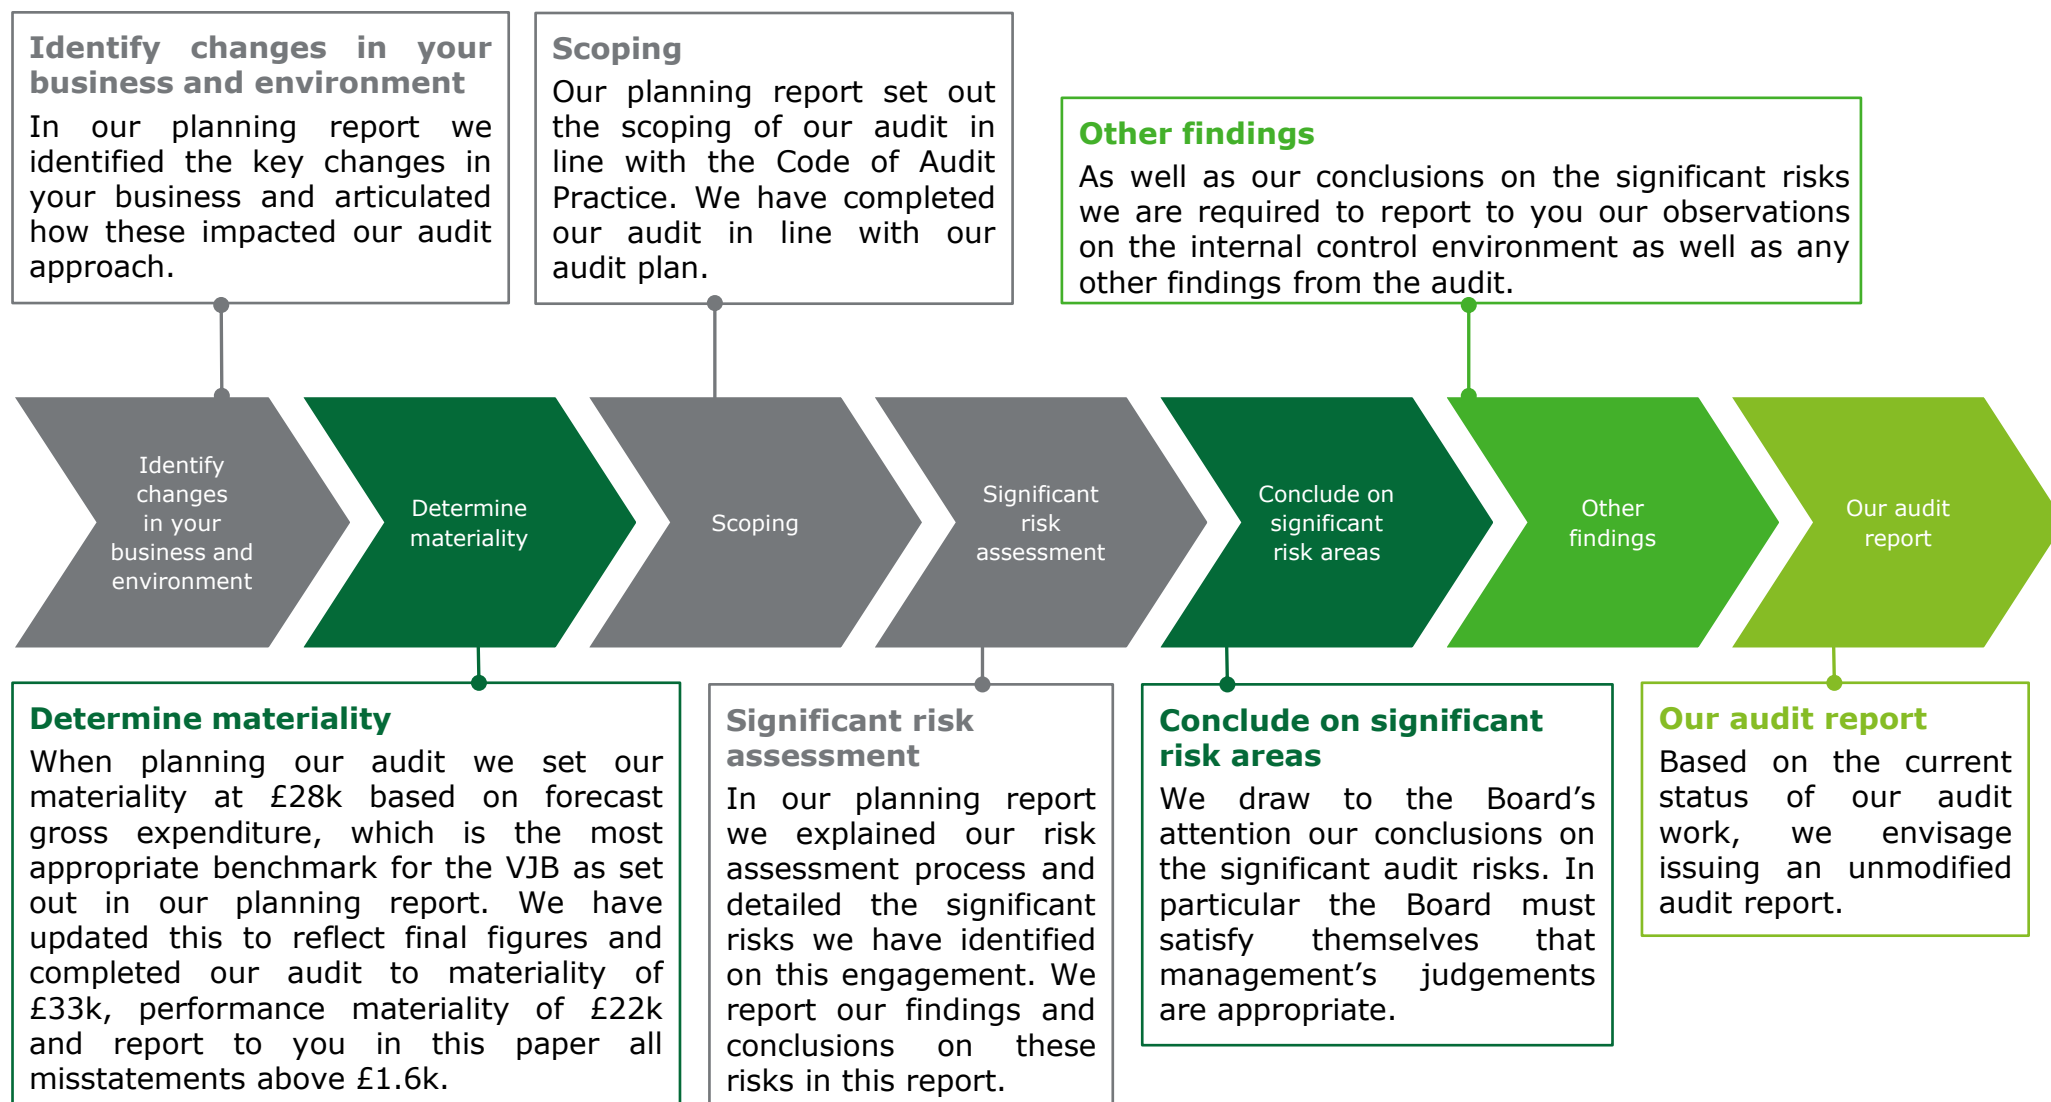 Identify changes in your
business and environment
In our planning report we
identified the key changes in
your business and articulated
how these impacted our audit
approach.
Scoping
Our planning report set out
the scoping of our audit in
line with the Code of Audit
Practice. We have completed
our audit in line with our
audit plan.
Other findings
As well as our conclusions on the significant risks
we are required to report to you our observations
on the internal control environment as well as any
other findings from the audit.
Identify
changes
in your
business and
environment
Determine
materiality
Scoping
Significant
risk
assessment
Conclude on
significant
risk areas
Other
findings
Our audit
report
Determine materiality
When planning our audit we set our
materiality at £28k based on forecast
gross expenditure, which is the most
appropriate benchmark for the VJB as set
out in our planning report. We have
updated this to reflect final figures and
completed our audit to materiality of
£33k, performance materiality of £22k
and report to you in this paper all
misstatements above £1.6k.
Significant risk
assessment
In our planning report
we explained our risk
assessment process and
detailed the significant
risks we have identified
on this engagement. We
report our findings and
conclusions on these
risks in this report.
Conclude on significant
risk areas
We draw to the Board’s
attention our conclusions on
the significant audit risks. In
particular the Board must
satisfy themselves that
management’s judgements
are appropriate.
Our audit report
Based on the current
status of our audit
work, we envisage
issuing an unmodified
audit report.